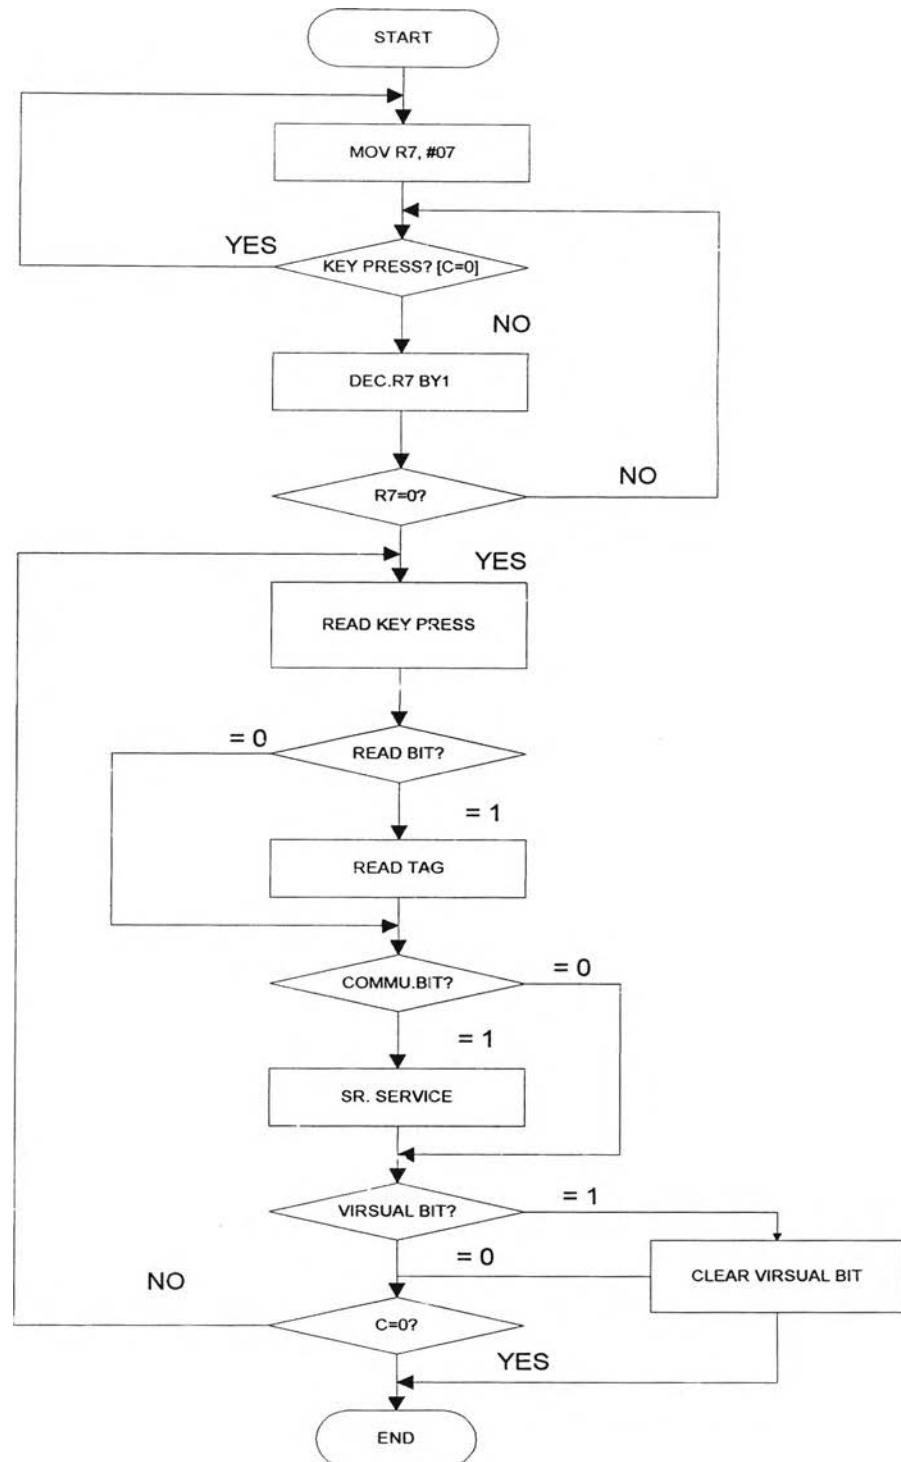 START
MOV R7, #07
YES
KEY PRESS? [C=0]
NO
DEC.R7 BY1
R7=0?
NO
YES
READ KEY PRESS
= 0
READ BIT?
= 1
READ TAG
COMMU.BIT?
= 0
= 1
SR. SERVICE
VIRSUAL BIT?
= 1
= 0
CLEAR VIRSUAL BIT
NO
C=0?
YES
END